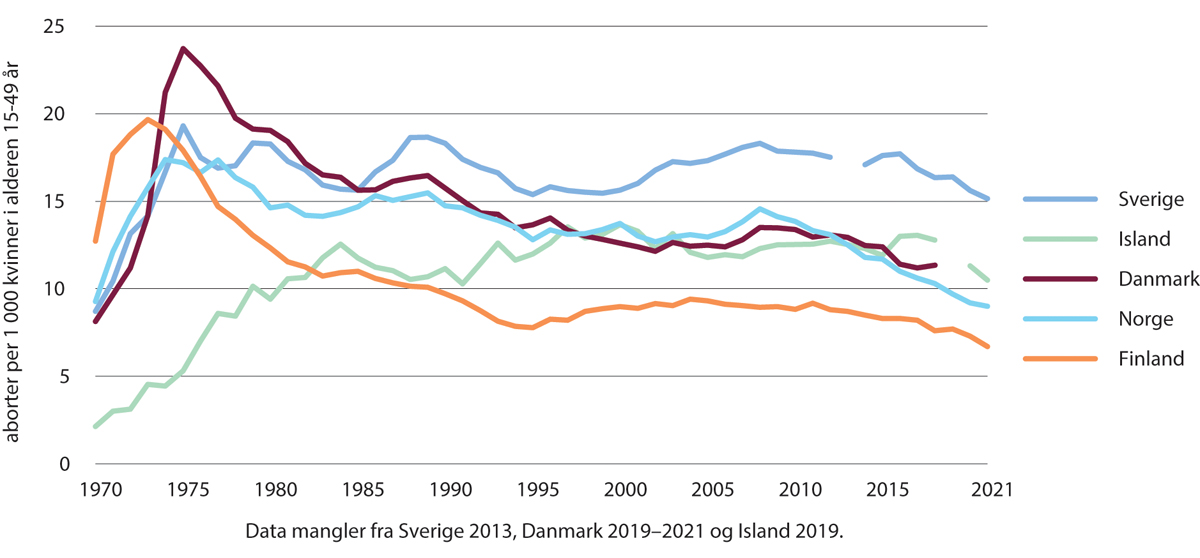 aborter per 1 000 kvinner i alderen 15-49 år
25
20
15
10
5
0
1970 1975 1980 1985 1990 1995 2000 2005 2010 2015 2021
Sverige
Island
Danmark
Norge
Finland
Data mangler fra Sverige 2013, Danmark 2019–2021 og Island 2019.